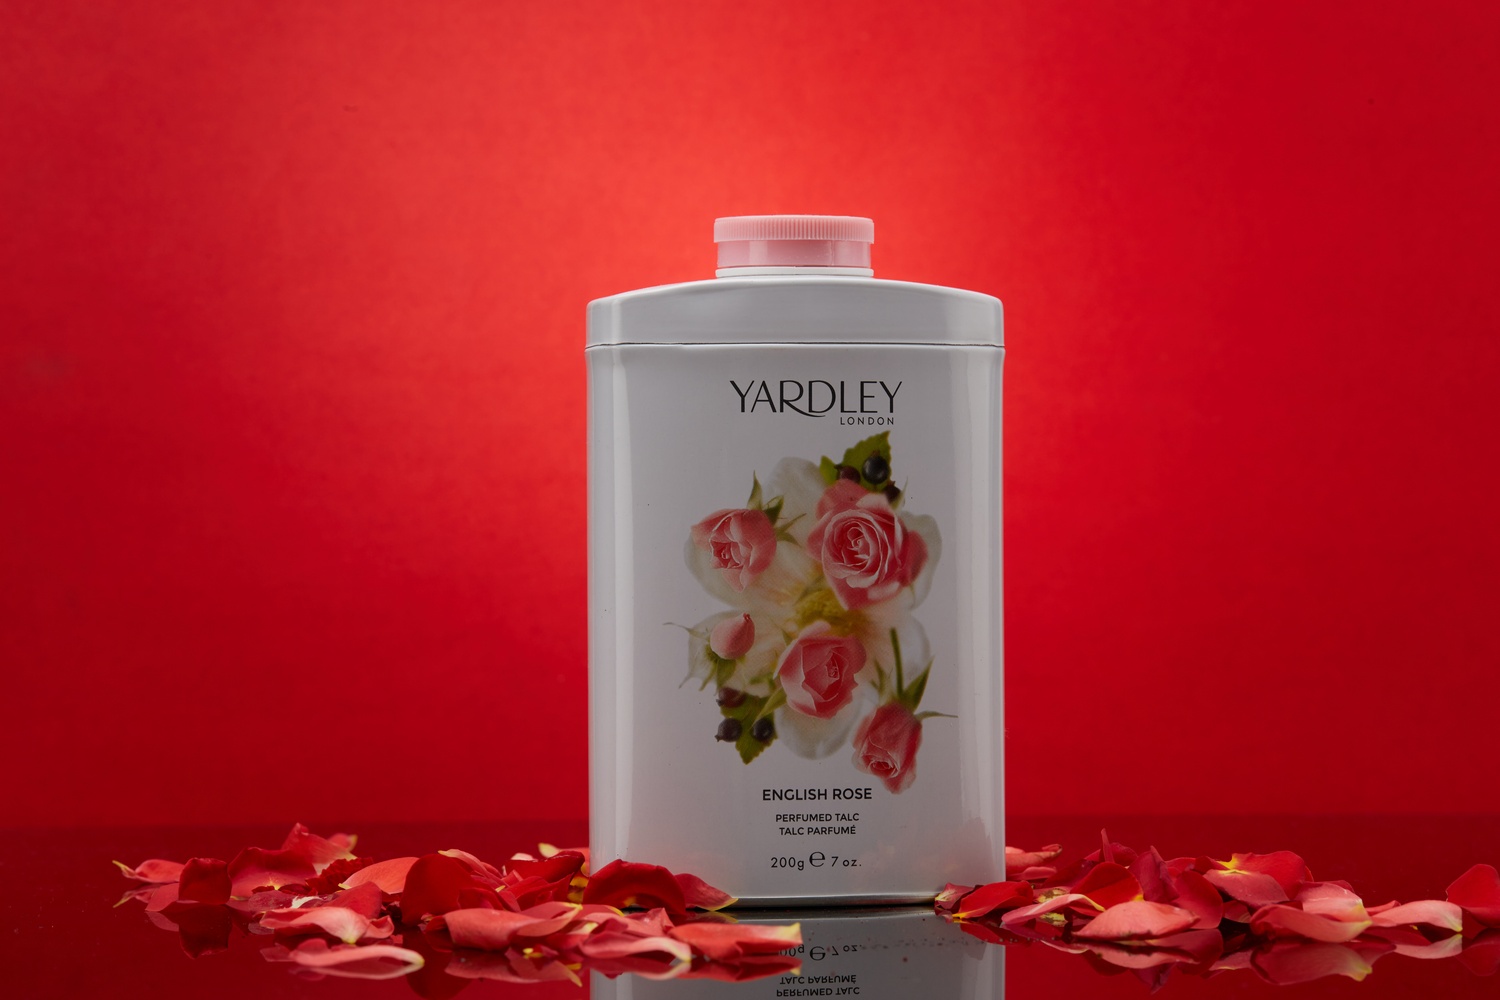 YARDLEY
LONDON
ENGLISH ROSE
PERFUMED TALC
TALC PARFUMÉ
200g ℮ 7 oz.